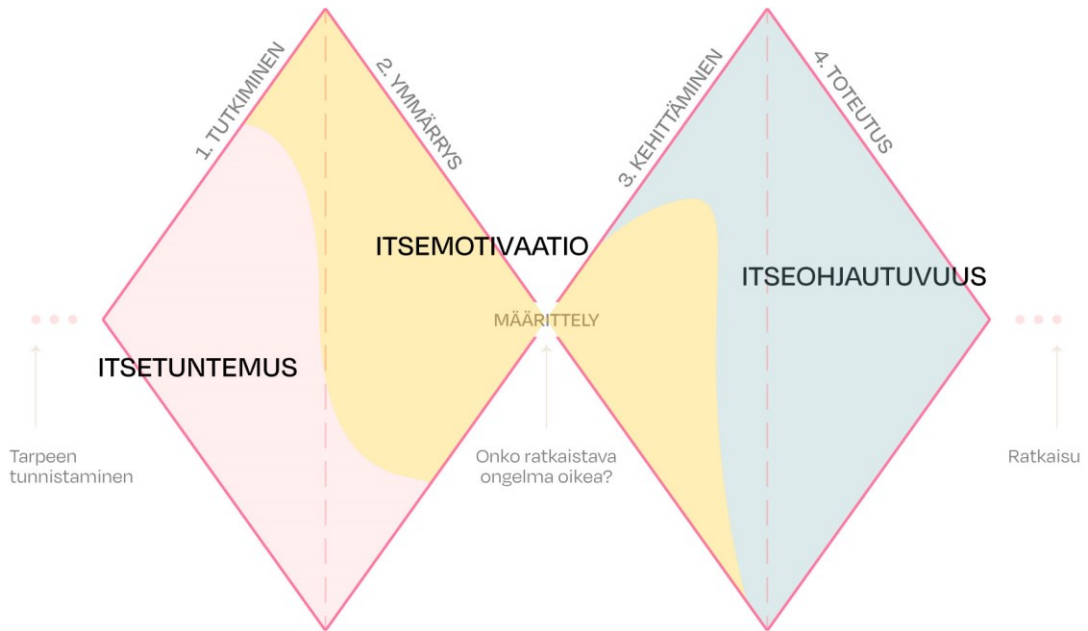 1. TUTKIMINEN
2. YMMÄRRYS
3. KEHITTÄMINEN
4. TOTEUTUS
ITSEMOTIVAATIO
ITSEOHJAUTUVUUS
MÄÄRITTELY
ITSETUNTEMUS
Tarpeen
tunnistaminen
Onko ratkaistava
ongelma oikea?
Ratkaisu